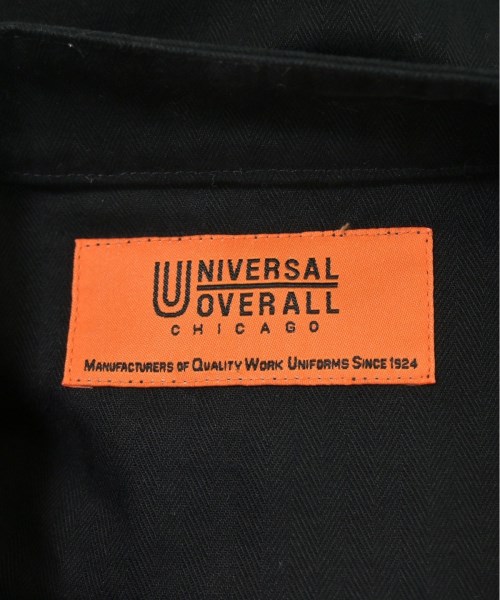 UNIVERSAL
OVERALL
CHICAGO
MANUFACTURERS OF QUALITY WORK UNIFORMS SINCE 1924